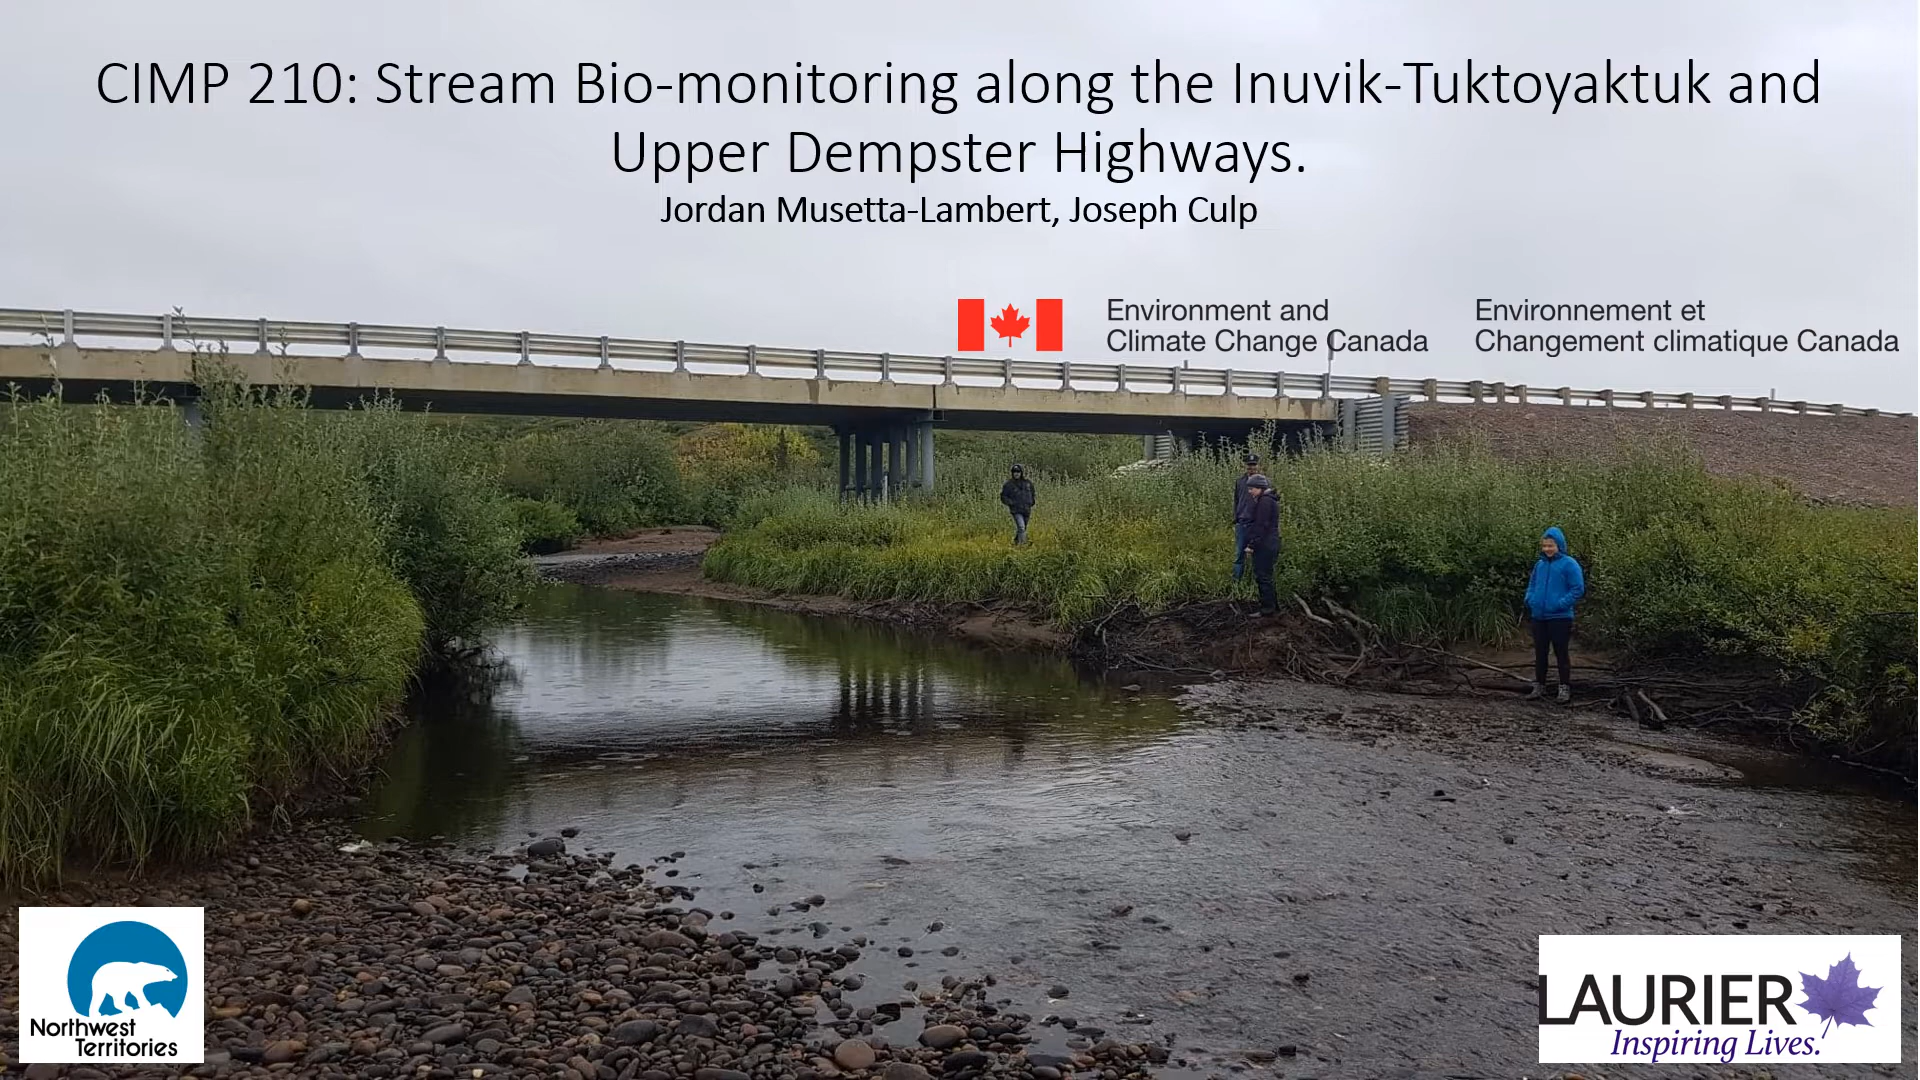 CIMP 210: Stream Bio-monitoring along the Inuvik-Tuktoyaktuk and
Upper Dempster Highways.
Jordan Musetta-Lambert, Joseph Culp
Environment and
Climate Change Canada
Environnement et
Changement climatique Canada
Northwest
Territories
LAURIER
Inspiring Lives.